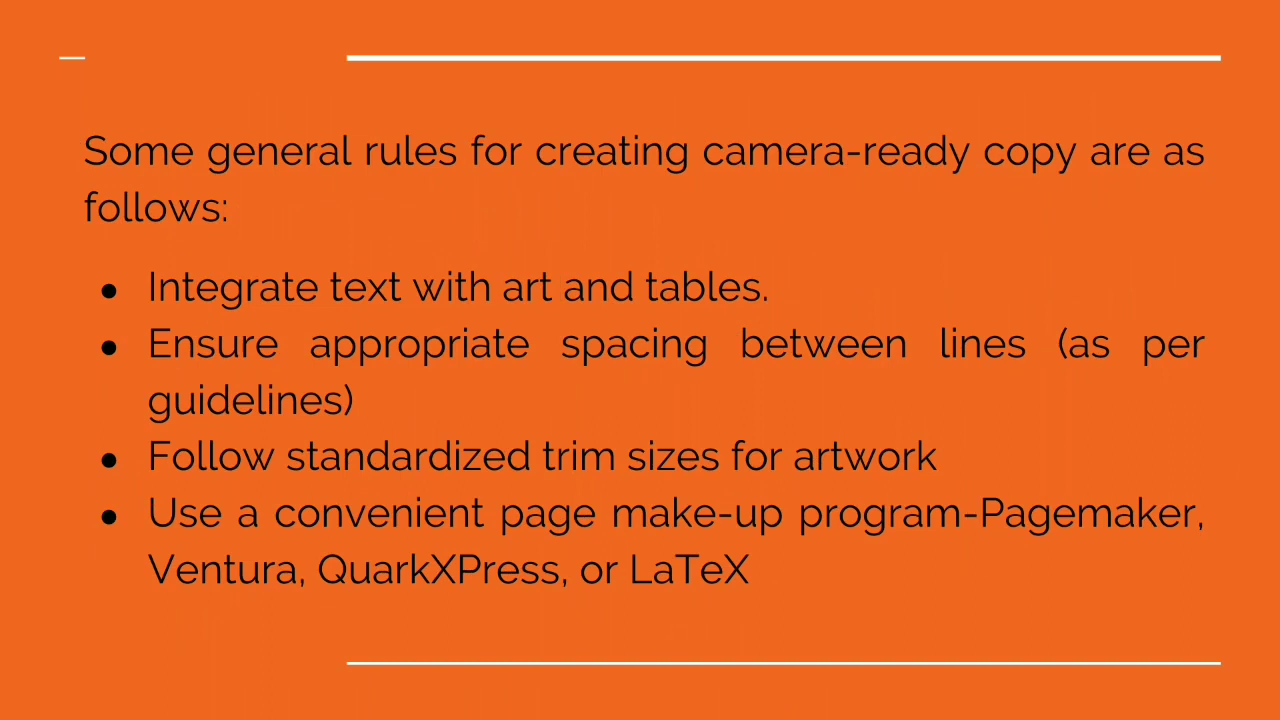 Some general rules for creating camera-ready copy are as
follows:
● Integrate text with art and tables.
● Ensure appropriate spacing between lines (as per
guidelines)
● Follow standardized trim sizes for artwork
● Use a convenient page make-up program-Pagemaker,
Ventura, QuarkXPress, or LaTeX